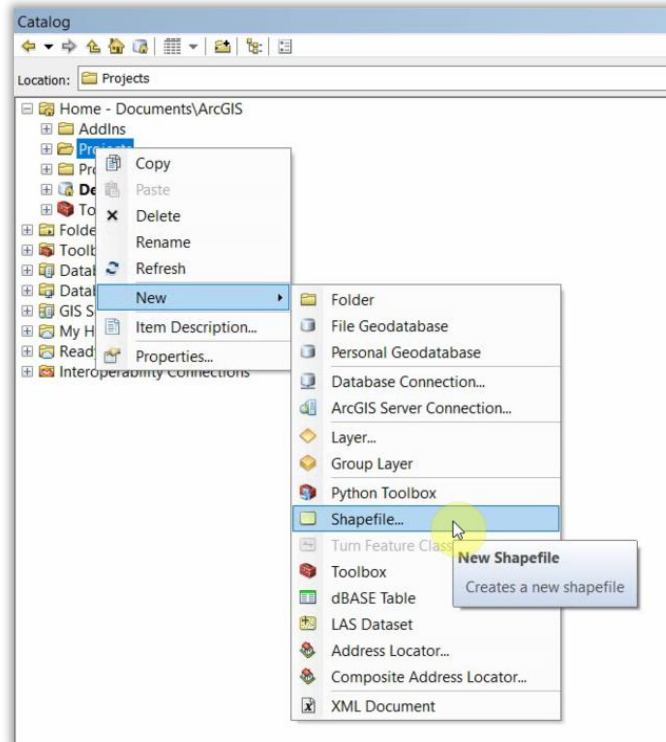 Catalog
Location: Projects
Home - Documents\ArcGIS
AddIns
Projects
Copy
Paste
Delete
Rename
Refresh
New
Item Description...
Properties...
Interoperability Connections
Folder
File Geodatabase
Personal Geodatabase
Database Connection...
ArcGIS Server Connection...
Layer...
Group Layer
Python Toolbox
Shapefile...
Turn Feature Class
Toolbox
dBASE Table
LAS Dataset
Address Locator...
Composite Address Locator...
XML Document
New Shapefile
Creates a new shapefile